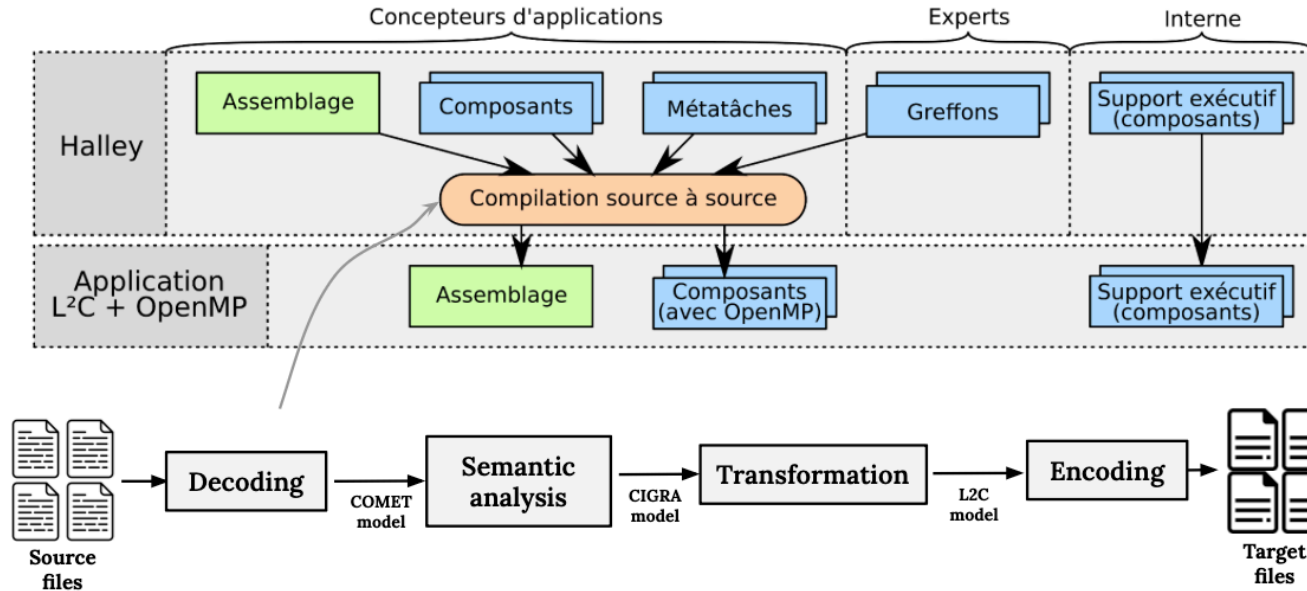 Concepteurs d'applications
Experts
Interne
Halley
Assemblage
Composants
Métatâches
Greffons
Support exécutif
(composants)
Compilation source à source
Application
L²C + OpenMP
Assemblage
Composants
(avec OpenMP)
Support exécutif
(composants)
Source
files
Decoding
COMET
model
Semantic
analysis
CIGRA
model
Transformation
L2C
model
Encoding
Target
files